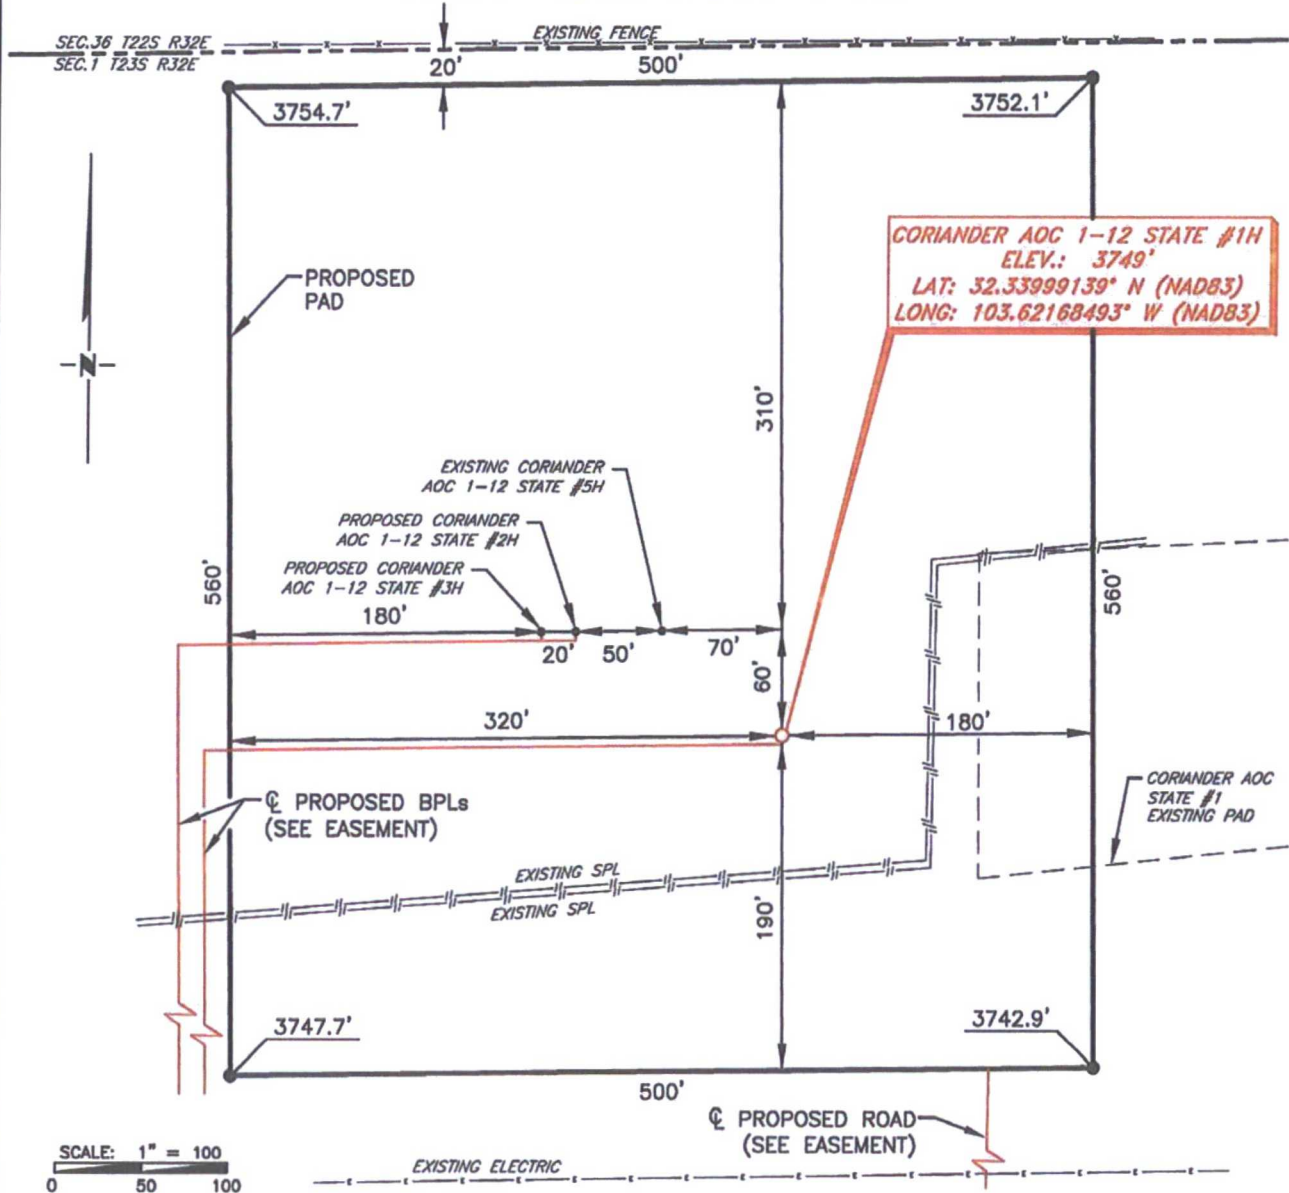 SEC.36 T22S R32E
EXISTING FENCE
SEC.1 T23S R32E
20'
500'
3754.7'
3752.1'
CORIANDER AOC 1-12 STATE #1H
ELEV.: 3749'
LAT: 32.33999139° N (NAD83)
LONG: 103.62168493° W (NAD83)
PROPOSED
PAD
N
310'
EXISTING CORIANDER
AOC 1-12 STATE #5H
PROPOSED CORIANDER
AOC 1-12 STATE #2H
PROPOSED CORIANDER
AOC 1-12 STATE #3H
560'
560'
180'
20'
50'
70'
60'
320'
180'
CORIANDER AOC
STATE #1
EXISTING PAD
℄ PROPOSED BPLs
(SEE EASEMENT)
EXISTING SPL
EXISTING SPL
190'
3747.7'
3742.9'
500'
℄ PROPOSED ROAD
(SEE EASEMENT)
SCALE: 1" = 100
0 50 100
EXISTING ELECTRIC